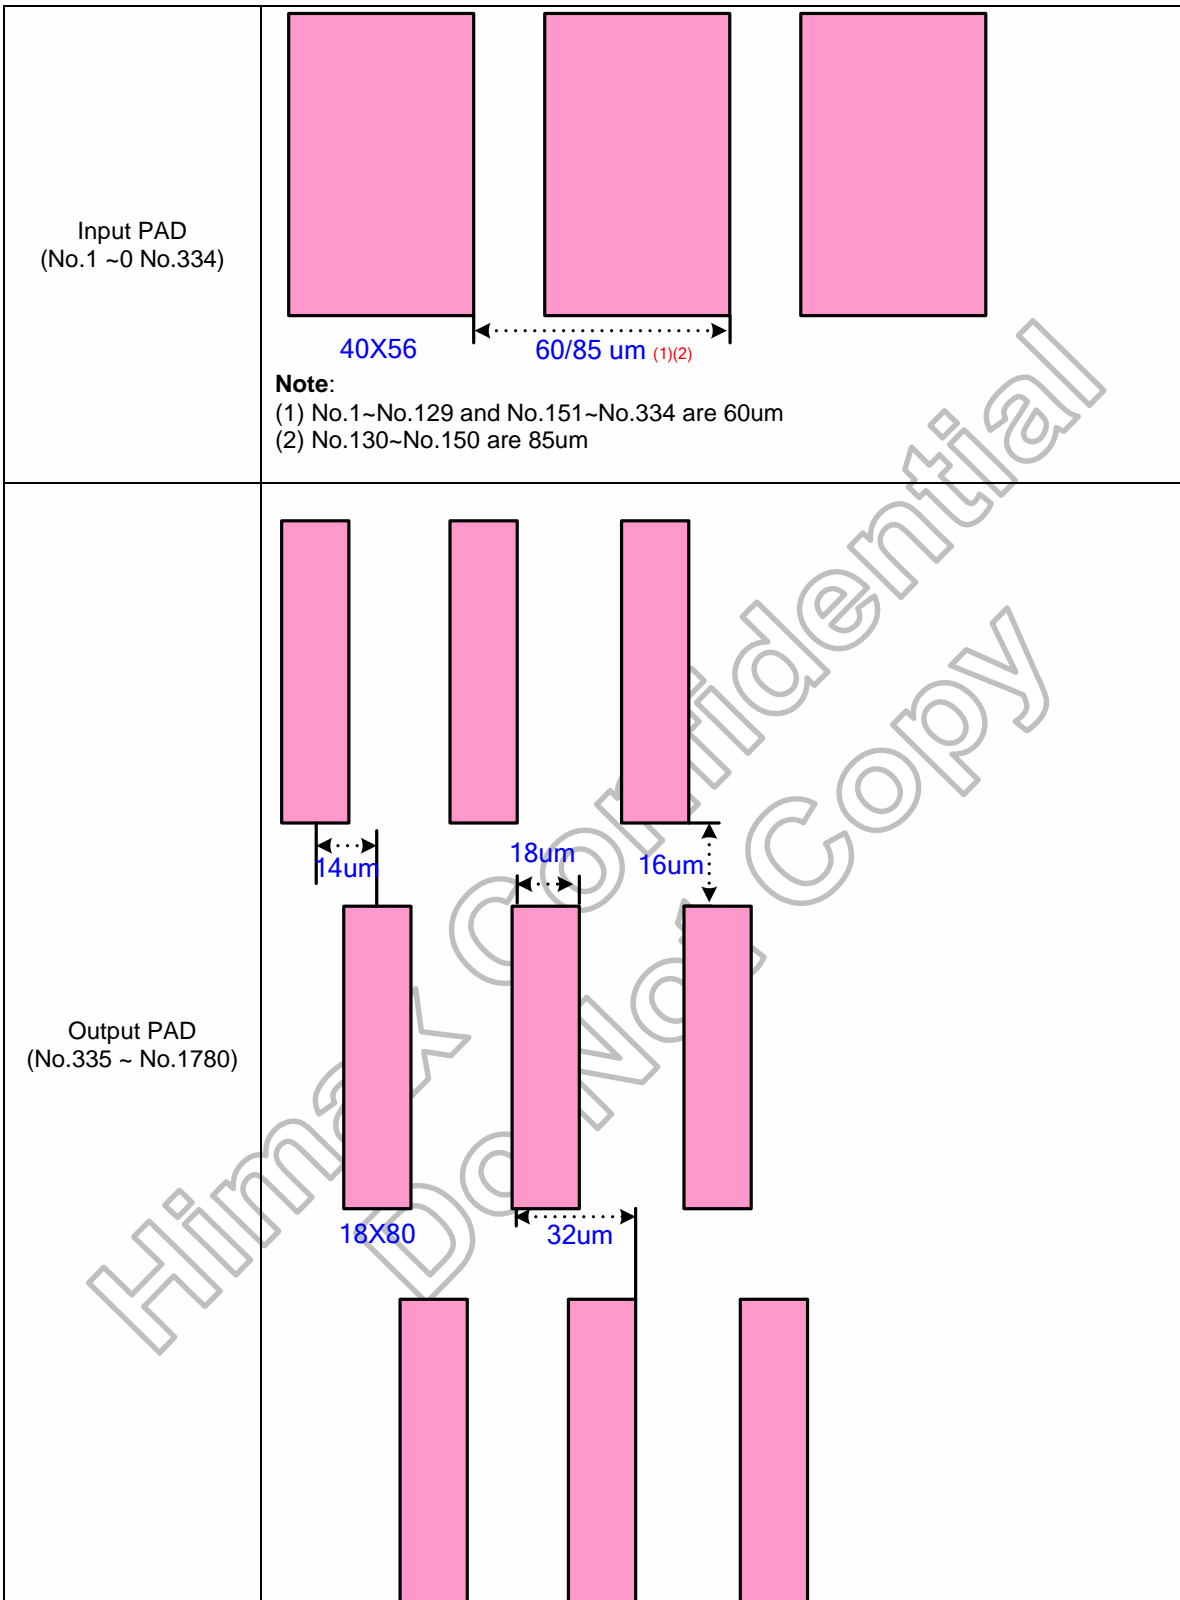 Input PAD
(No.1 ~0 No.334)
40X56
60/85 um (1)(2)
Note:
(1) No.1~No.129 and No.151~No.334 are 60um
(2) No.130~No.150 are 85um
Output PAD
(No.335 ~ No.1780)
14um
18um
16um
18X80
32um
Himax Confidential
Do Not Copy